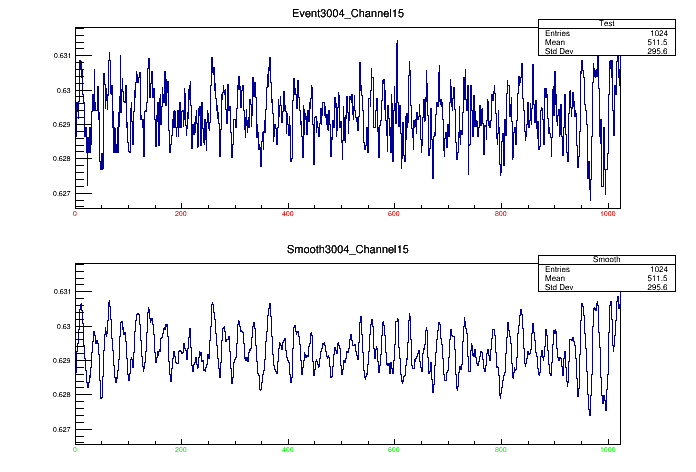 Event3004_Channel15
Test
Entries 1024
Mean 511.5
Std Dev 295.6
0.631
0.63
0.629
0.628
0.627
0 200 400 600 800 1000
Smooth3004_Channel15
Smooth
Entries 1024
Mean 511.5
Std Dev 295.6
0.631
0.63
0.629
0.628
0.627
0 200 400 600 800 1000